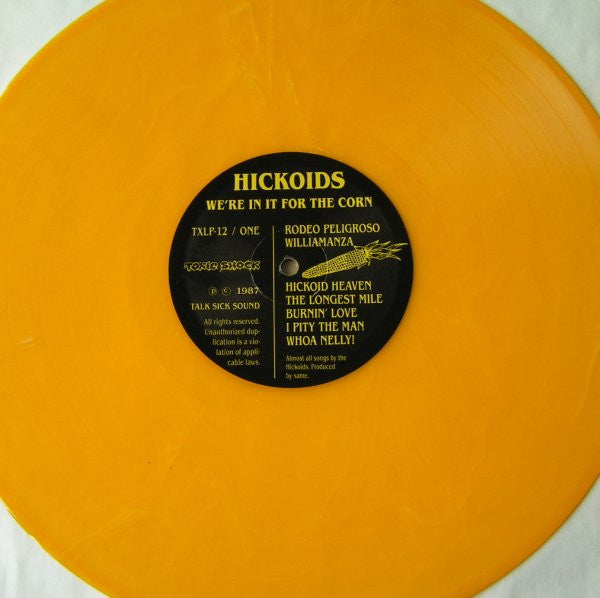 HICKOIDS
WE'RE IN IT FOR THE CORN
TXLP-12 / ONE
TOXIC SHOCK
℗ © 1987
TALK SICK SOUND
All rights reserved.
Unauthorized dup-
lication is a vio-
lation of appli-
cable laws.
RODEO PELIGROSO
WILLIAMANZA
HICKOID HEAVEN
THE LONGEST MILE
BURNIN' LOVE
I PITY THE MAN
WHOA NELLY!
Almost all songs by the
Hickoids. Produced
by same.